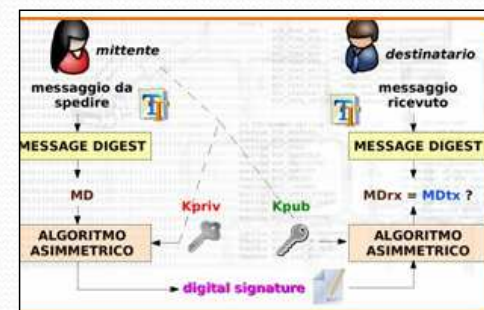 mittente
destinatario
messaggio da
spedire
messaggio
ricevuto
MESSAGE DIGEST
MESSAGE DIGEST
MD
Kpriv
Kpub
MDrx = MDtx ?
ALGORITMO
ASIMMETRICO
ALGORITMO
ASIMMETRICO
digital signature